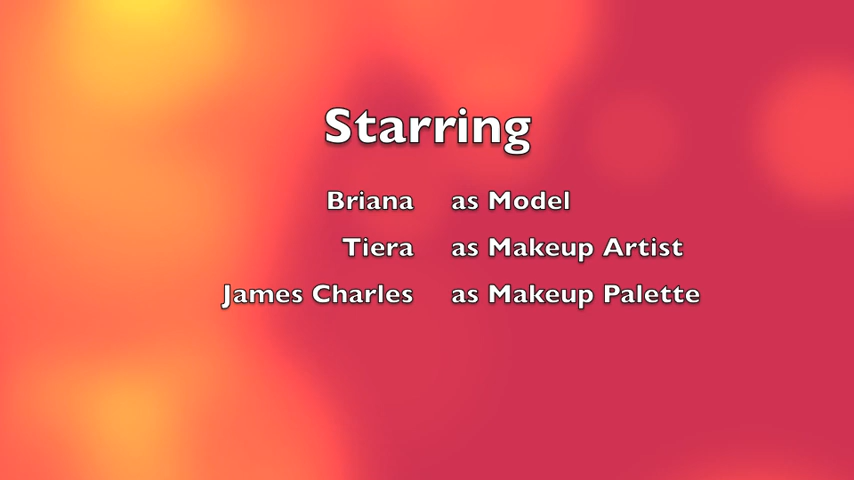 Starring
Briana as Model
Tiera as Makeup Artist
James Charles as Makeup Palette